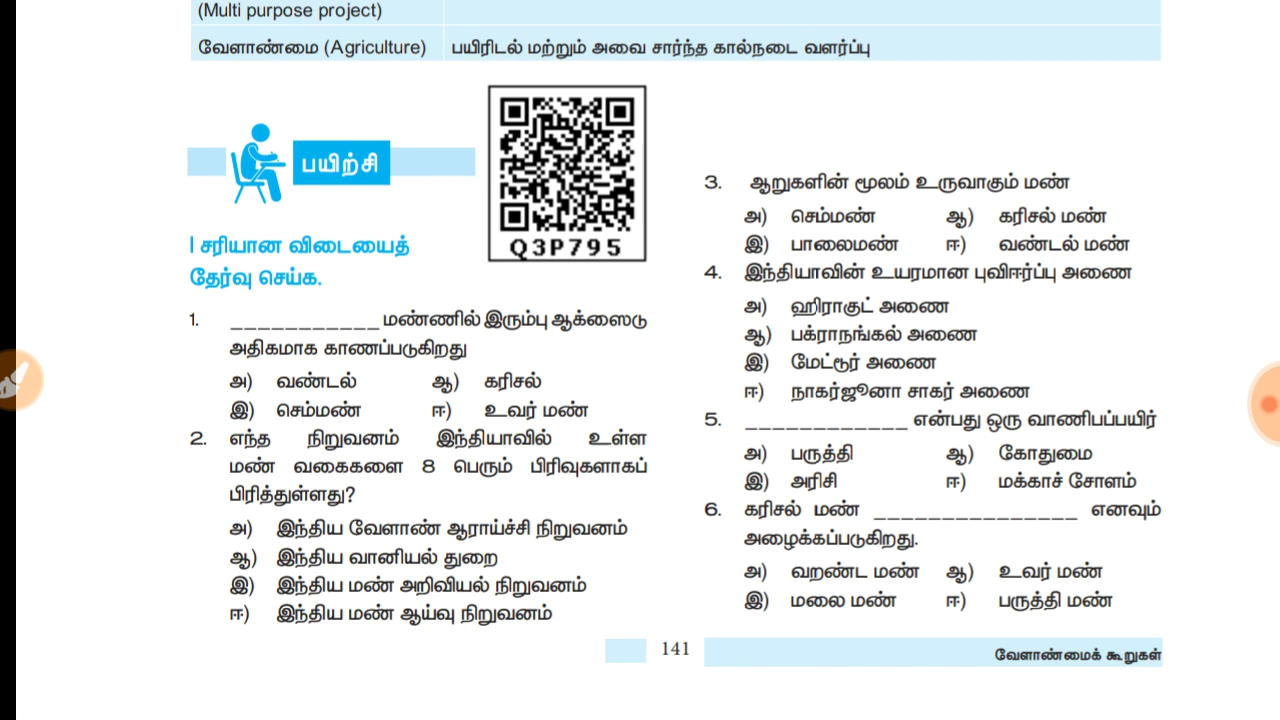 (Multi purpose project)
வேளாண்மை (Agriculture) பயிரிடல் மற்றும் அவை சார்ந்த கால்நடை வளர்ப்பு
பயிற்சி
Q3P795
I சரியான விடையைத்
தேர்வு செய்க.
1. ___________ மண்ணில் இரும்பு ஆக்ஸைடு
அதிகமாக காணப்படுகிறது
அ) வண்டல் ஆ) கரிசல்
இ) செம்மண் ஈ) உவர் மண்
2. எந்த நிறுவனம் இந்தியாவில் உள்ள
மண் வகைகளை 8 பெரும் பிரிவுகளாகப்
பிரித்துள்ளது?
அ) இந்திய வேளாண் ஆராய்ச்சி நிறுவனம்
ஆ) இந்திய வானியல் துறை
இ) இந்திய மண் அறிவியல் நிறுவனம்
ஈ) இந்திய மண் ஆய்வு நிறுவனம்
3. ஆறுகளின் மூலம் உருவாகும் மண்
அ) செம்மண் ஆ) கரிசல் மண்
இ) பாலைமண் ஈ) வண்டல் மண்
4. இந்தியாவின் உயரமான புவிஈர்ப்பு அணை
அ) ஹிராகுட் அணை
ஆ) பக்ராநங்கல் அணை
இ) மேட்டூர் அணை
ஈ) நாகர்ஜூனா சாகர் அணை
5. ____________ என்பது ஒரு வாணிபப்பயிர்
அ) பருத்தி ஆ) கோதுமை
இ) அரிசி ஈ) மக்காச் சோளம்
6. கரிசல் மண் _______________ எனவும்
அழைக்கப்படுகிறது.
அ) வறண்ட மண் ஆ) உவர் மண்
இ) மலை மண் ஈ) பருத்தி மண்
141
வேளாண்மைக் கூறுகள்